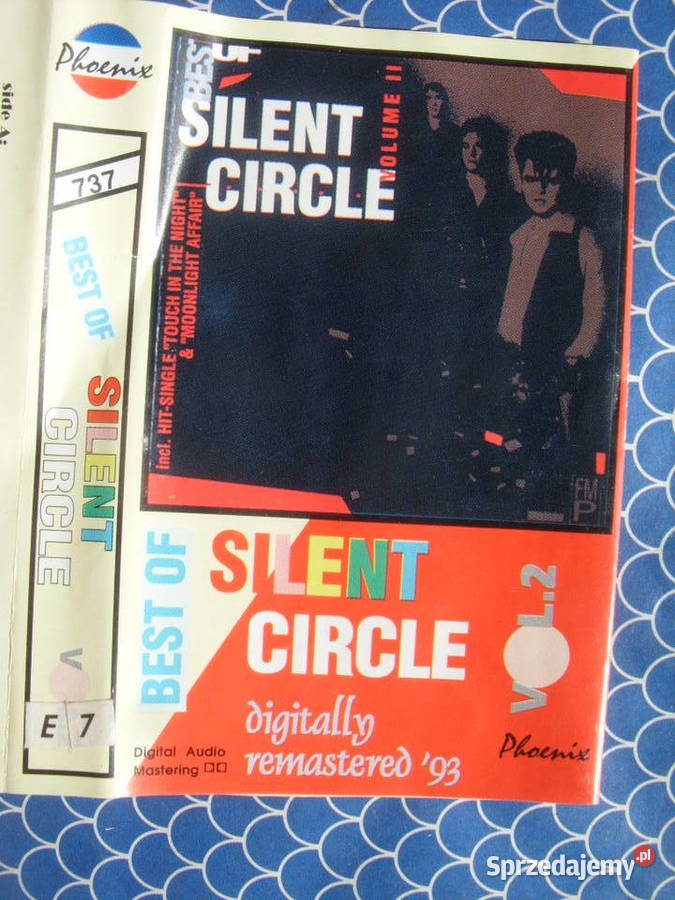 side A:
Phoenix
737
BEST OF
SILENT
CIRCLE
V
E 7
BEST OF
SILENT
CIRCLE
VOLUME II
incl. HIT-SINGLE "TOUCH IN THE NIGHT"
& "MOONLIGHT AFFAIR"
FM
P
BEST OF
SILENT
CIRCLE
VOL.2
digitally
remastered '93
Digital Audio
Mastering
Phoenix
Sprzedajemy.pl